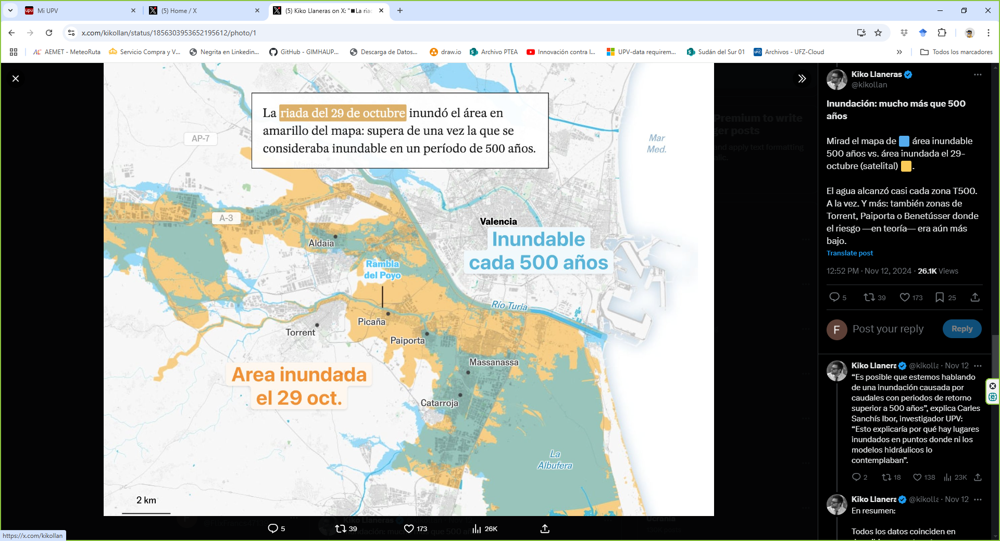 Mi UPV
(5) Home / X
(5) Kiko Llaneras on X: "■La ria
x.com/kikollan/status/1856303953652195612/photo/1
AEMET - MeteoRuta
Servicio Compra y V...
Negrita en Linkedin...
GitHub - GIMHAUP...
Descarga de Datos...
draw.io
Archivo PTEA
Innovación contra l...
UPV-data requirem...
Sudán del Sur 01
Archivos - UFZ-Cloud
Todos los marcadores
La riada del 29 de octubre inundó el área en
amarillo del mapa: supera de una vez la que se
consideraba inundable en un período de 500 años.
AP-7
Manises
Mar
Med.
A-3
Valencia
Inundable
cada 500 años
Aldaia
Rambla
del Poyo
Río Turia
Picaña
Torrent
Paiporta
Massanassa
Area inundada
el 29 oct.
Catarroja
La
Albufera
2 km
5
39
173
26K
Premium to write
ger posts
and apply text formatting
alic.
Kiko Llaneras
@kikollan
Inundación: mucho más que 500
años
Mirad el mapa de 🟦 área inundable
500 años vs. área inundada el 29-
octubre (satelital) 🟨.
El agua alcanzó casi cada zona T500.
A la vez. Y más: también zonas de
Torrent, Paiporta o Benetússer donde
el riesgo —en teoría— era aún más
bajo.
Translate post
12:52 PM · Nov 12, 2024 · 26.1K Views
5
39
173
25
F
Post your reply
Reply
Kiko Llanera @kikolla · Nov 12
“Es posible que estemos hablando
de una inundación causada por
caudales con periodos de retorno
superior a 500 años”, explica Carles
Sanchís Ibor, investigador UPV:
“Esto explicaría por qué hay lugares
inundados en puntos donde ni los
modelos hidráulicos lo
contemplaban”.
2
18
138
23K
Kiko Llanera @kikolla · Nov 12
En resumen:
Todos los datos coinciden en
https://x.com/kikollan